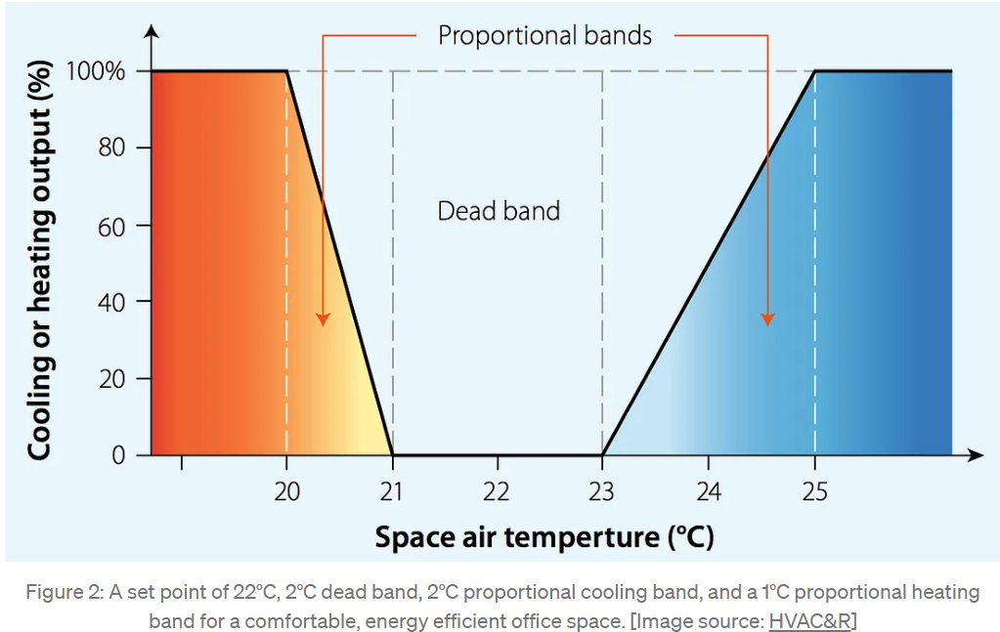 Proportional bands
100%
80
60
40
20
0
Cooling or heating output (%)
Dead band
20 21 22 23 24 25
Space air temperture (°C)
Figure 2: A set point of 22°C, 2°C dead band, 2°C proportional cooling band, and a 1°C proportional heating
band for a comfortable, energy efficient office space. [Image source: HVAC&R]